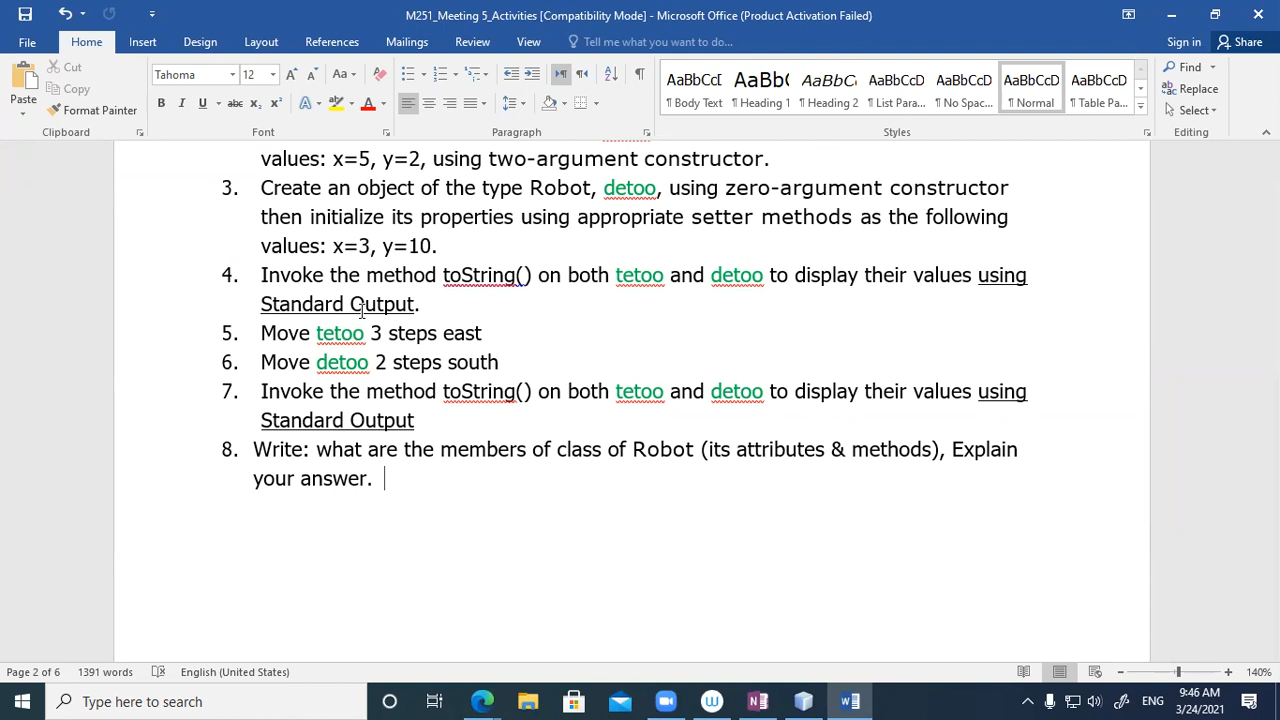 M251_Meeting 5_Activities [Compatibility Mode] - Microsoft Office (Product Activation Failed)
File Home Insert Design Layout References Mailings Review View Tell me what you want to do... Sign in Share
Paste
Cut
Copy
Format Painter
Clipboard
Tahoma 12
Font
Paragraph
AaBbCcD AaBbC AaBbC AaBbCcD AaBbCcD AaBbCcD AaBbCcD
¶ Body Text ¶ Heading 1 ¶ Heading 2 ¶ List Para... ¶ No Spac... ¶ Normal ¶ Table Pa...
Styles
Find
Replace
Select
Editing
values: x=5, y=2, using two-argument constructor.
3. Create an object of the type Robot, detoo, using zero-argument constructor
then initialize its properties using appropriate setter methods as the following
values: x=3, y=10.
4. Invoke the method toString() on both tetoo and detoo to display their values using
Standard Output.
5. Move tetoo 3 steps east
6. Move detoo 2 steps south
7. Invoke the method toString() on both tetoo and detoo to display their values using
Standard Output
8. Write: what are the members of class of Robot (its attributes & methods), Explain
your answer.
Page 2 of 6 1391 words English (United States) 140%
Type here to search
ENG
9:46 AM
3/24/2021